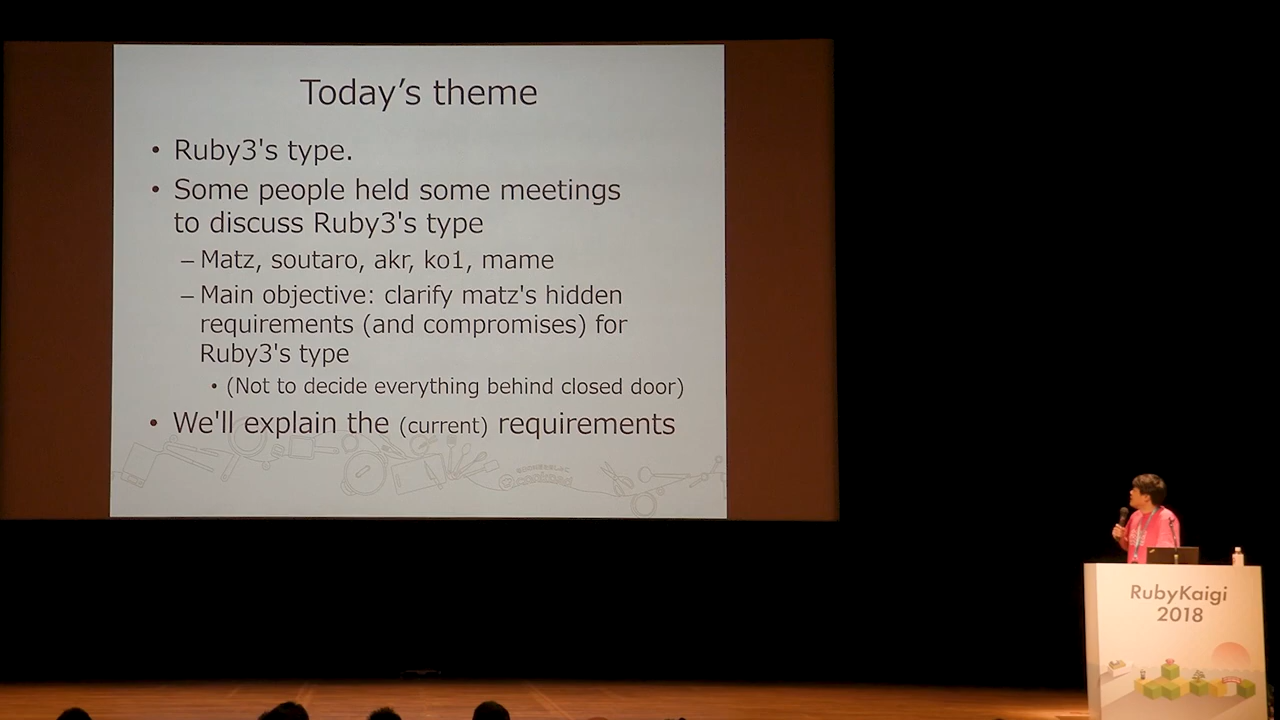 Today's theme
• Ruby3's type.
• Some people held some meetings
to discuss Ruby3's type
– Matz, soutaro, akr, ko1, mame
– Main objective: clarify matz's hidden
requirements (and compromises) for
Ruby3's type
• (Not to decide everything behind closed door)
• We'll explain the (current) requirements
RubyKaigi
2018